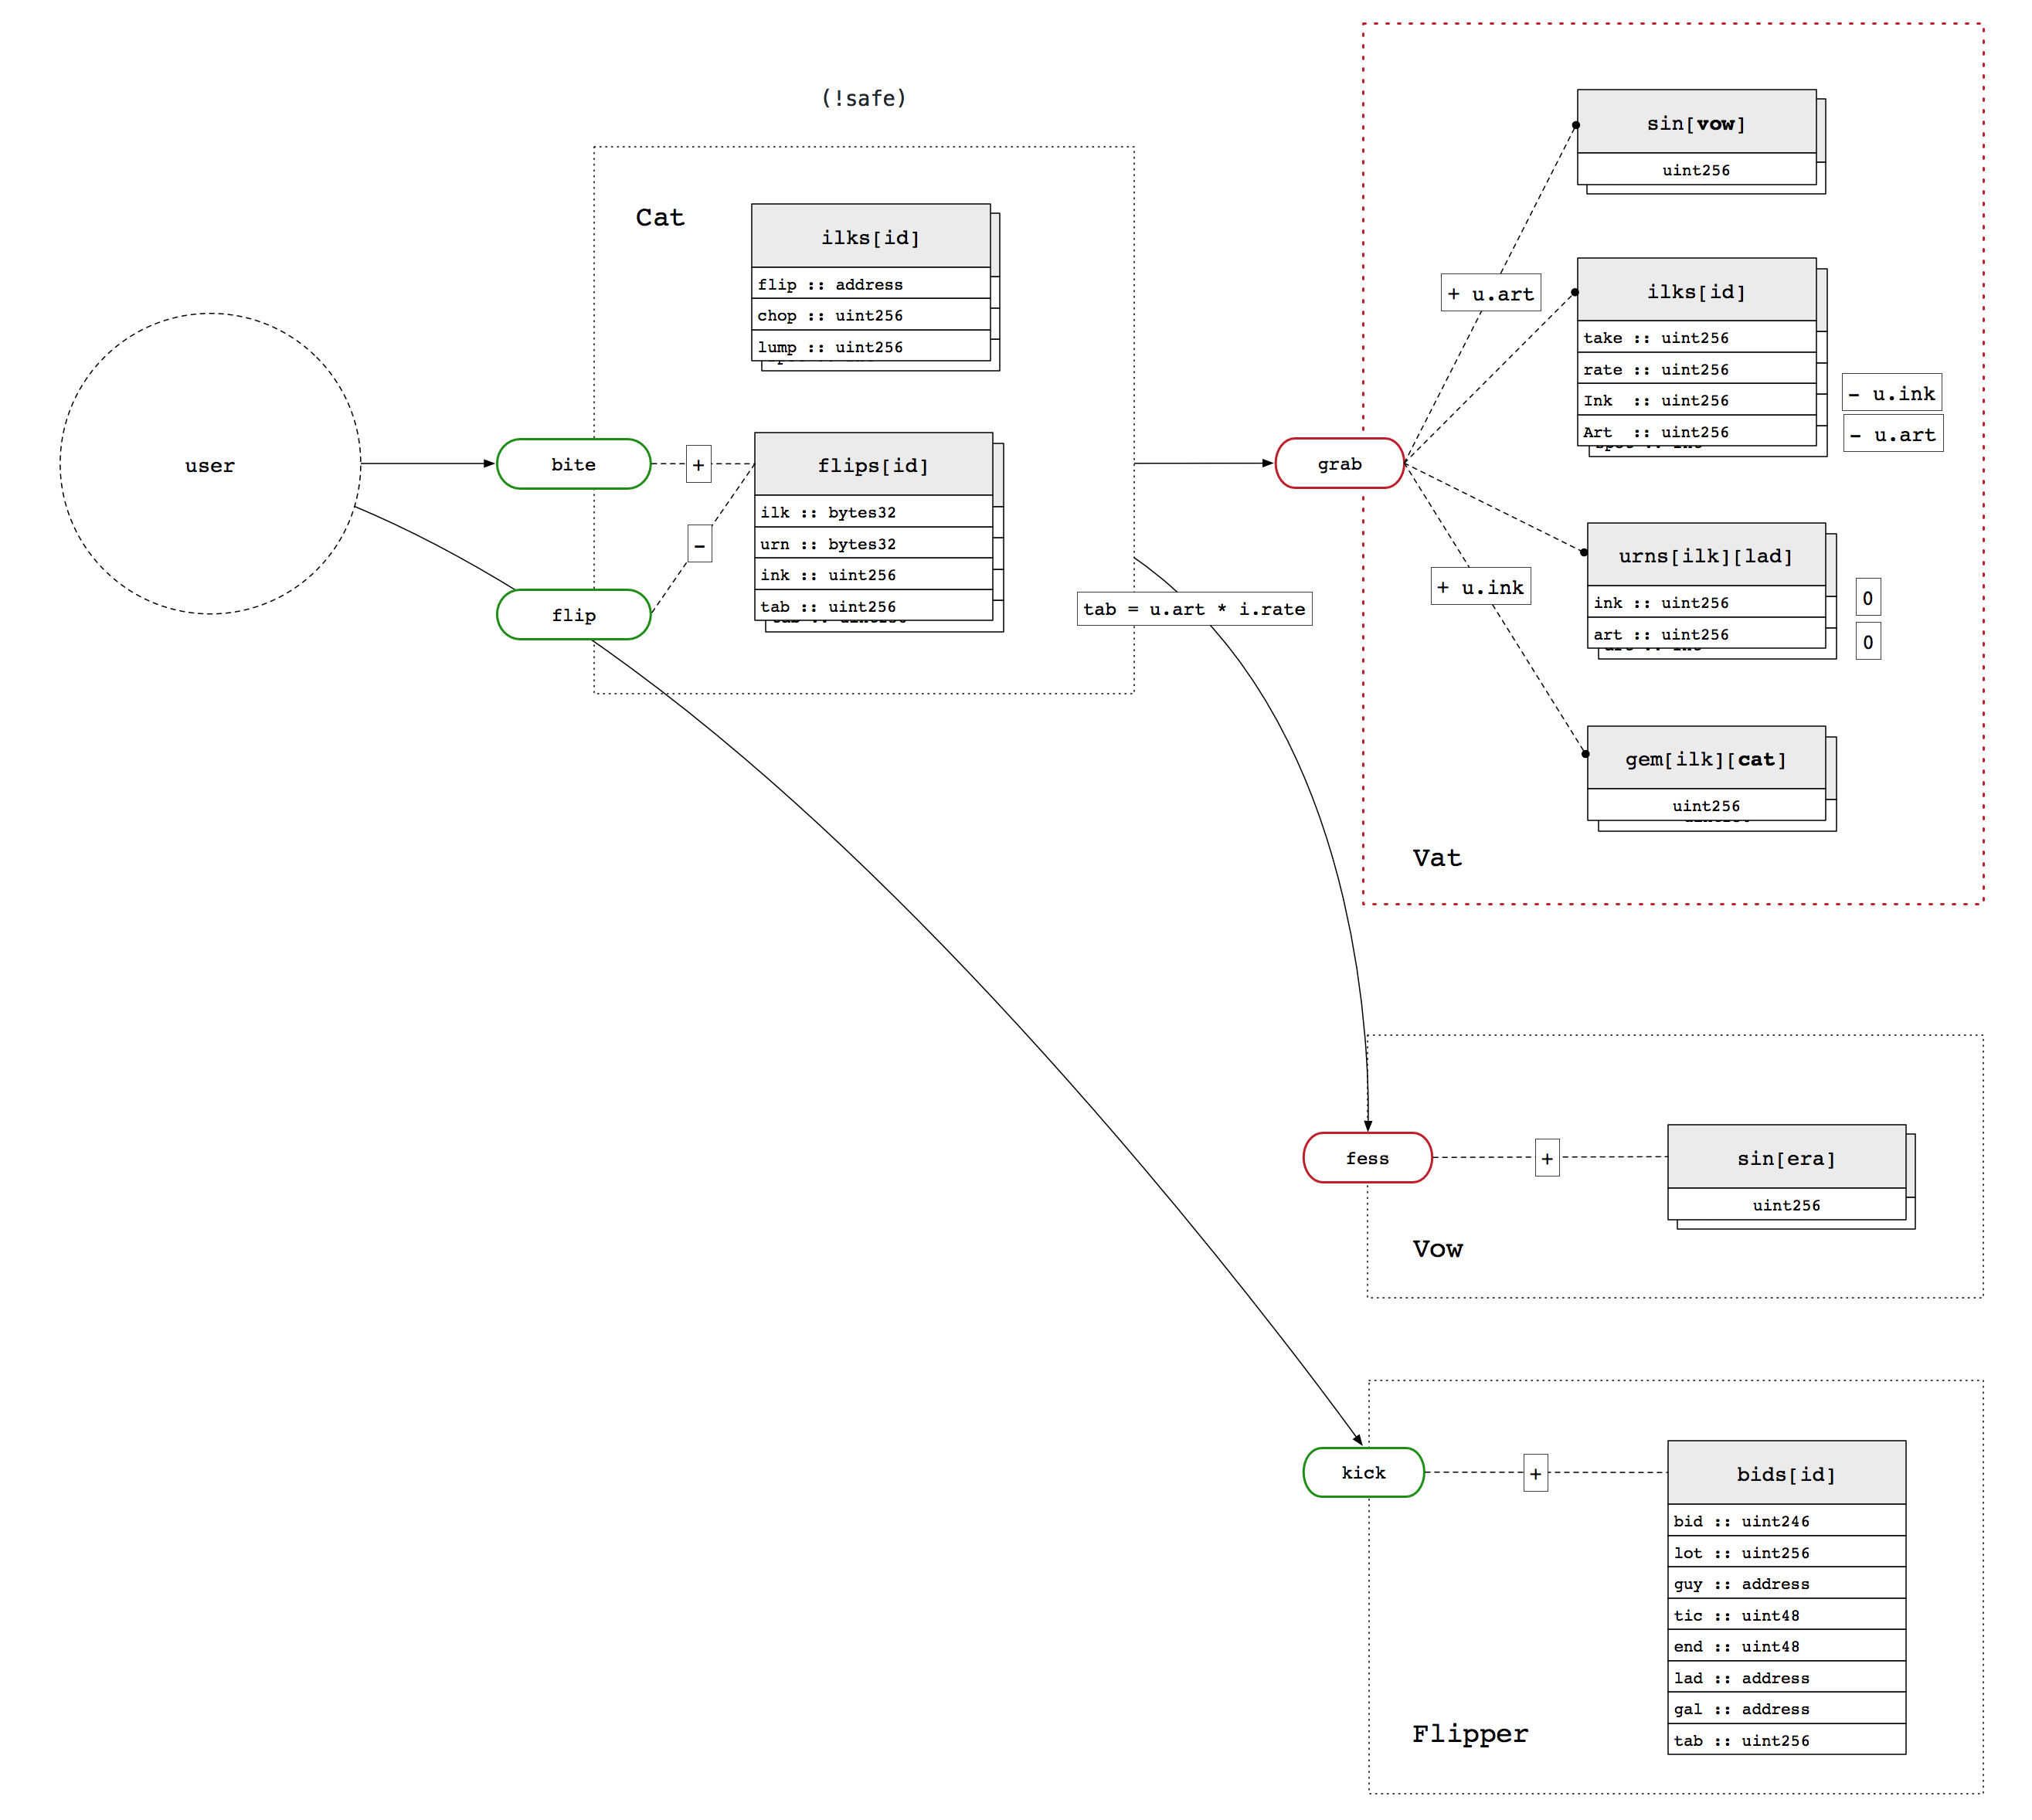 (!safe)
user
Cat
ilks[id]
flip :: address
chop :: uint256
lump :: uint256
bite
+
flips[id]
ilk :: bytes32
urn :: bytes32
ink :: uint256
tab :: uint256
-
flip
tab = u.art * i.rate
grab
+ u.art
+ u.ink
sin[vow]
uint256
ilks[id]
take :: uint256
rate :: uint256
Ink  :: uint256
Art  :: uint256
- u.ink
- u.art
urns[ilk][lad]
ink :: uint256
art :: uint256
0
0
gem[ilk][cat]
uint256
Vat
fess
+
sin[era]
uint256
Vow
kick
+
bids[id]
bid :: uint246
lot :: uint256
guy :: address
tic :: uint48
end :: uint48
lad :: address
gal :: address
tab :: uint256
Flipper